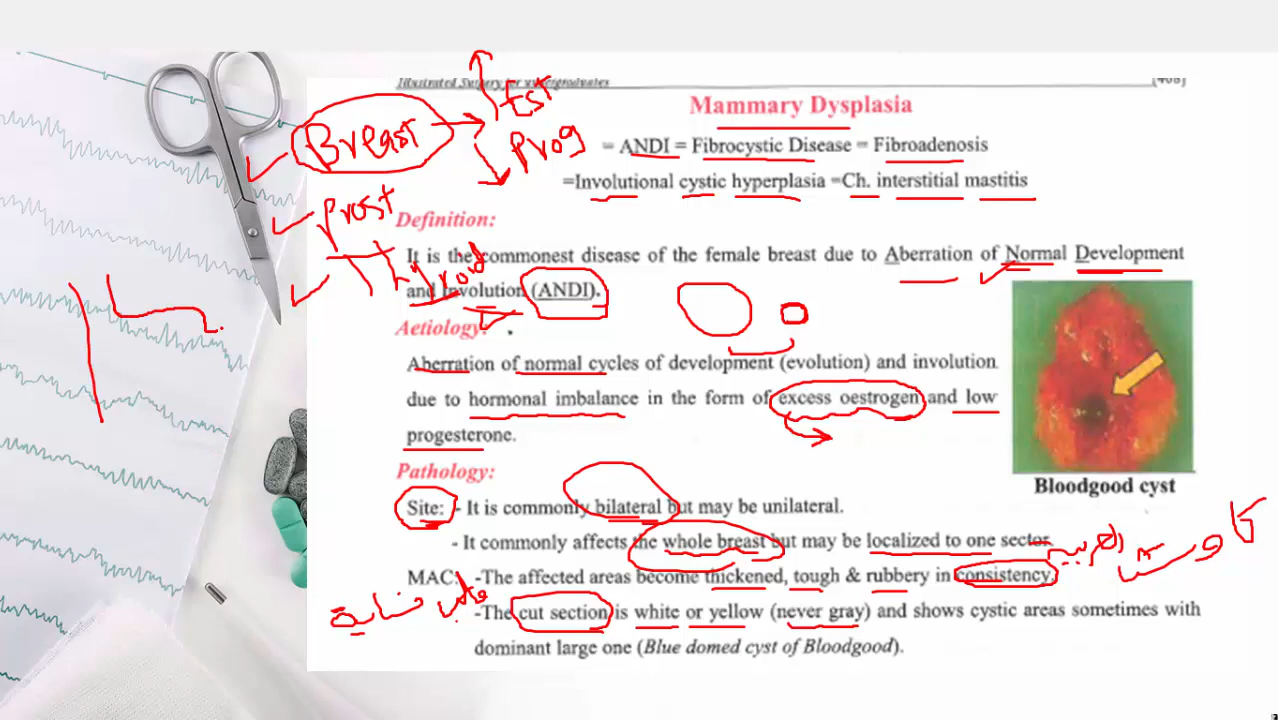 Illustrated Surgery for undergraduates
Mammary Dysplasia
= ANDI = Fibrocystic Disease = Fibroadenosis
=Involutional cystic hyperplasia =Ch. interstitial mastitis
Breast
Est
Prog
Prost
Thyroid
Definition:
It is the commonest disease of the female breast due to Aberration of Normal Development
and Involution (ANDI).
Aetiology:
Aberration of normal cycles of development (evolution) and involution
due to hormonal imbalance in the form of excess oestrogen and low
progesterone.
Bloodgood cyst
Pathology:
Site: - It is commonly bilateral but may be unilateral.
- It commonly affects the whole breast but may be localized to one sector
MAC: -The affected areas become thickened, tough & rubbery in consistency.
-The cut section is white or yellow (never gray) and shows cystic areas sometimes with
dominant large one (Blue domed cyst of Bloodgood).